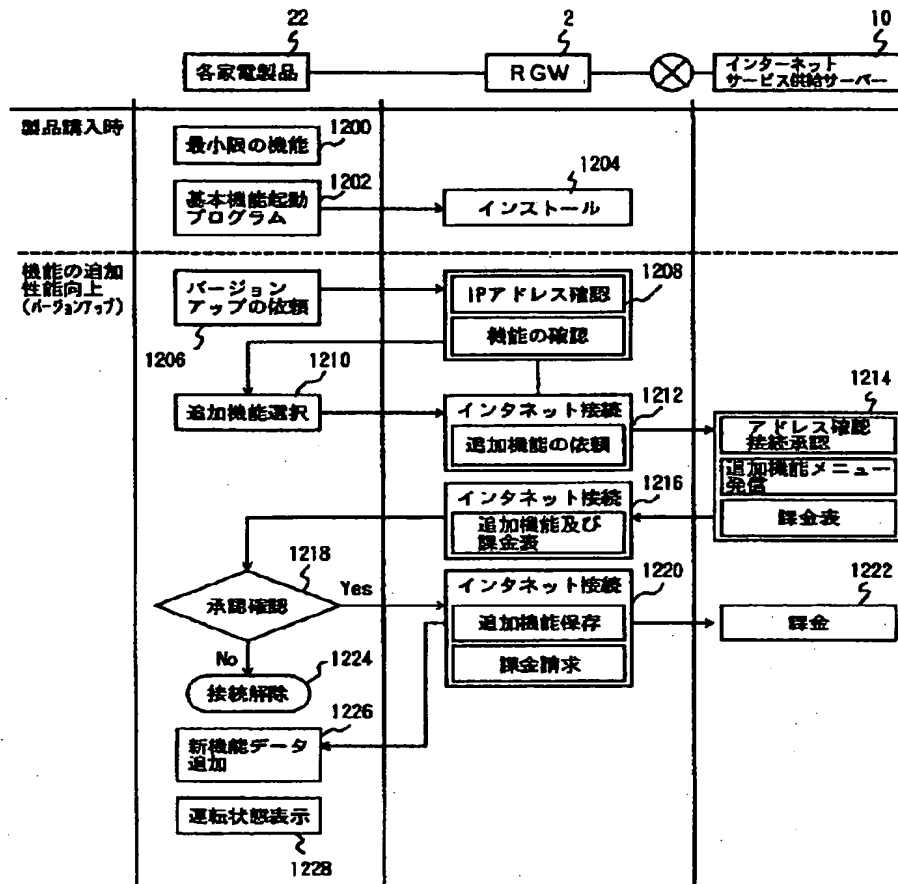 22
2
10
各家電製品
RGW
インターネット
サービス供給サーバー
製品購入時
最小限の機能
1200
基本機能起動
プログラム
1202
インストール
1204
機能の追加
性能向上
(バージョンアップ)
バージョン
アップの依頼
1206
IPアドレス確認
機能の確認
1208
追加機能選択
1210
インタネット接続
追加機能の依頼
1212
アドレス確認
接続承認
追加機能メニュー
発信
課金表
1214
インタネット接続
追加機能及び
課金表
1216
承認確認
1218
Yes
No
インタネット接続
追加機能保存
課金請求
1220
課金
1222
接続解除
1224
新機能データ
追加
1226
運転状態表示
1228